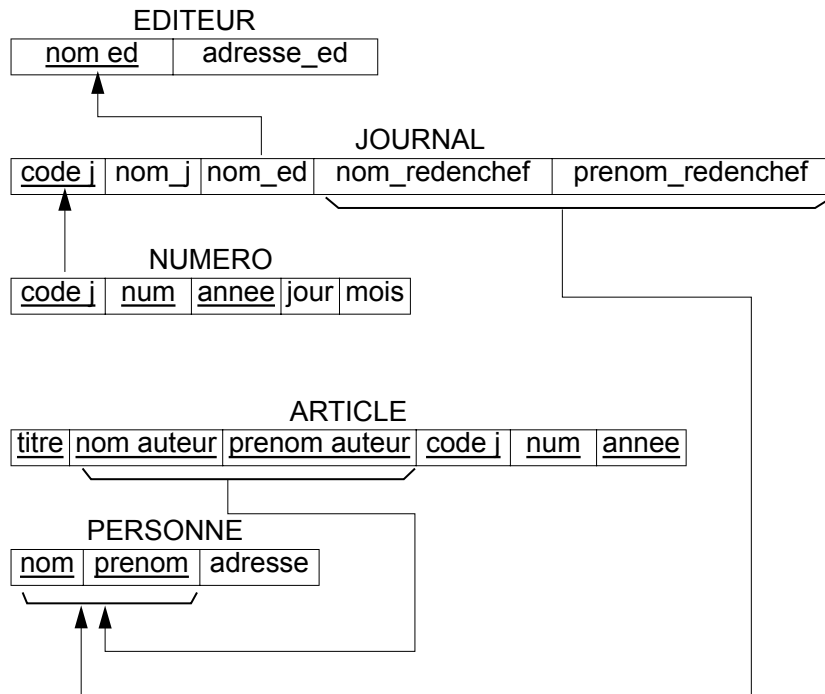 EDITEUR
nom ed adresse_ed
JOURNAL
code j nom_j nom_ed nom_redenchef prenom_redenchef
NUMERO
code j num annee jour mois
ARTICLE
titre nom auteur prenom auteur code j num annee
PERSONNE
nom prenom adresse